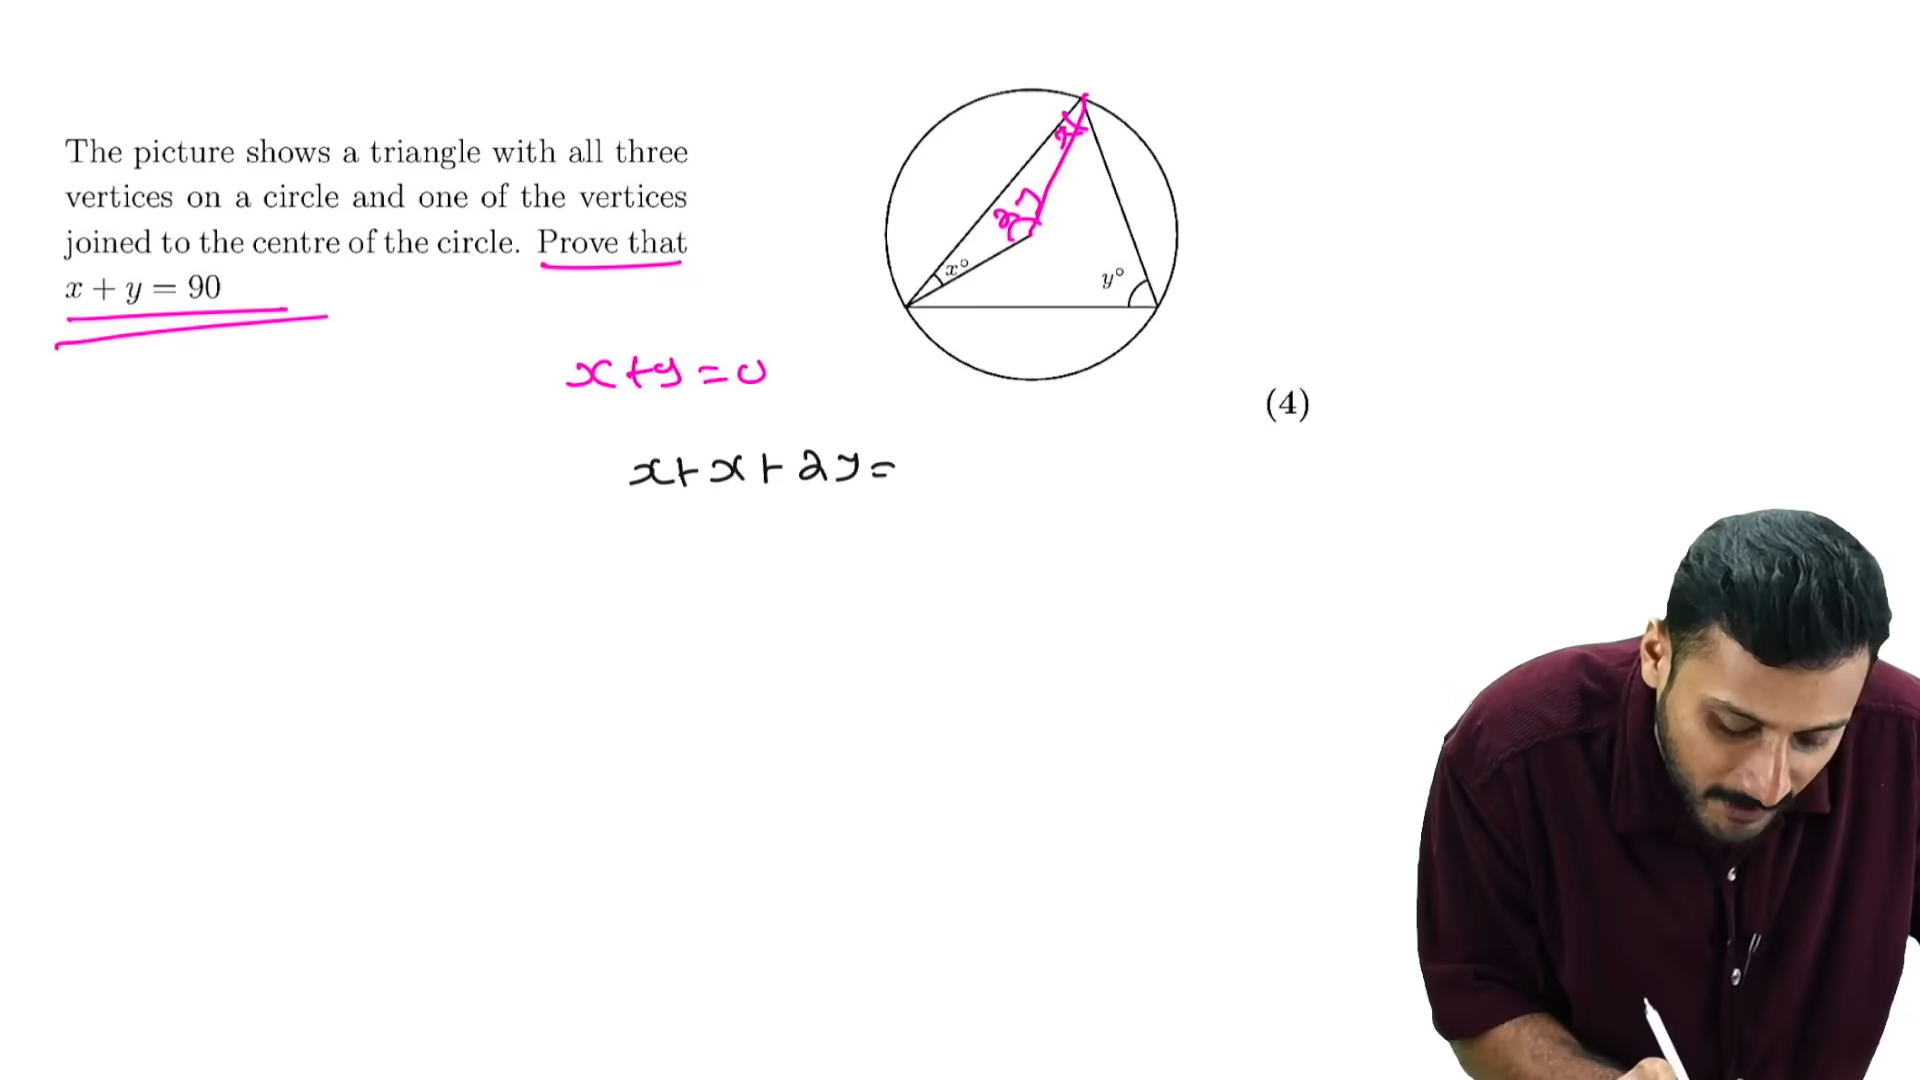 The picture shows a triangle with all three
vertices on a circle and one of the vertices
joined to the centre of the circle. Prove that
x + y = 90
x°
y°
x+y=0
(4)
x+x+2y=